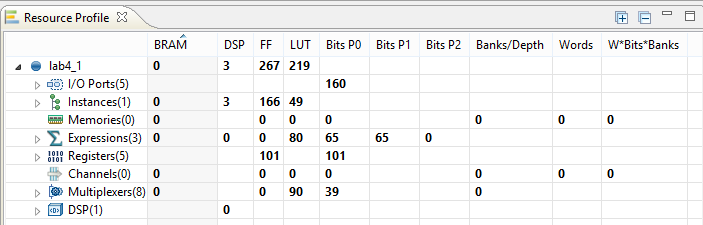 Resource Profile
BRAM DSP FF LUT Bits P0 Bits P1 Bits P2 Banks/Depth Words W*Bits*Banks
lab4_1 0 3 267 219
I/O Ports(5) 160
Instances(1) 0 3 166 49
Memories(0) 0 0 0 0 0 0 0
Expressions(3) 0 0 0 80 65 65 0
Registers(5) 101 101
Channels(0) 0 0 0 0 0 0 0
Multiplexers(8) 0 0 90 39 0
DSP(1) 0